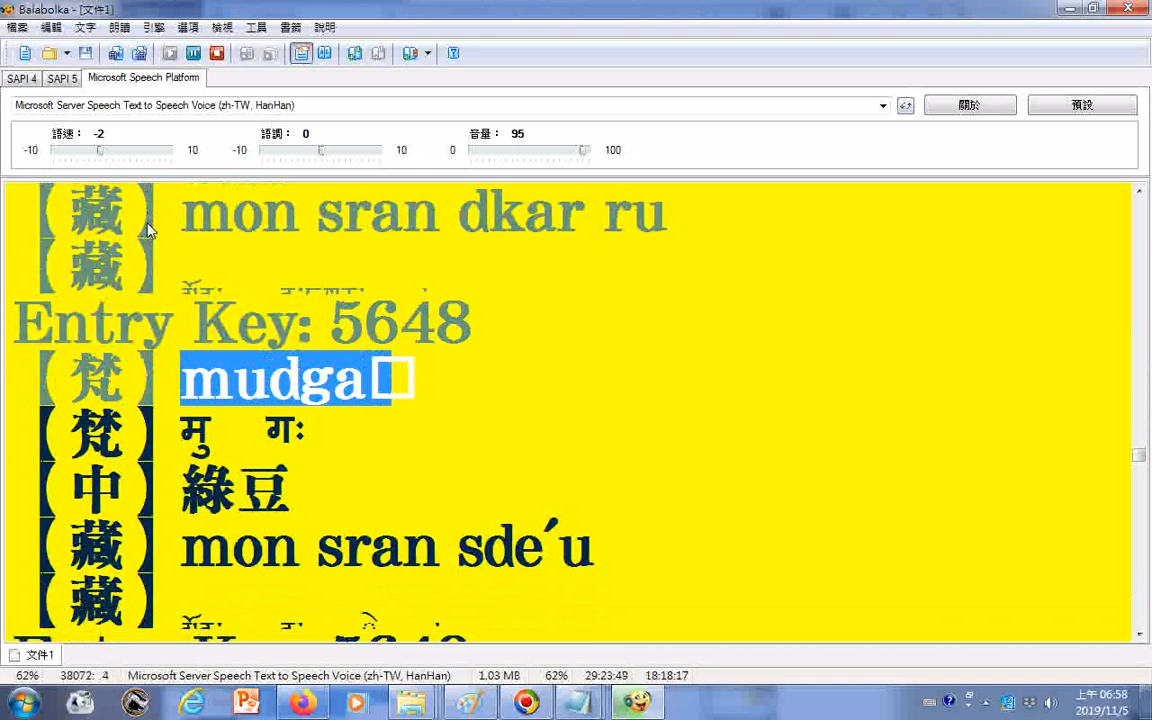 Balabolka - [文件1]
檔案 編輯 文字 朗讀 引擎 選項 檢視 工具 書籤 說明
SAPI 4 SAPI 5 Microsoft Speech Platform
Microsoft Server Speech Text to Speech Voice (zh-TW, HanHan) 關於 預設
語速： -2 語調： 0 音量： 95
-10 10 -10 10 0 100
【藏】mon sran dkar ru
【藏】
Entry Key: 5648
【梵】mudga□
【梵】मु गः
【中】綠豆
【藏】mon sran sde´u
【藏】
文件1
62% 38072: 4 Microsoft Server Speech Text to Speech Voice (zh-TW, HanHan) 1.03 MB 62% 29:23:49 18:18:17
上午 06:58
2019/11/5